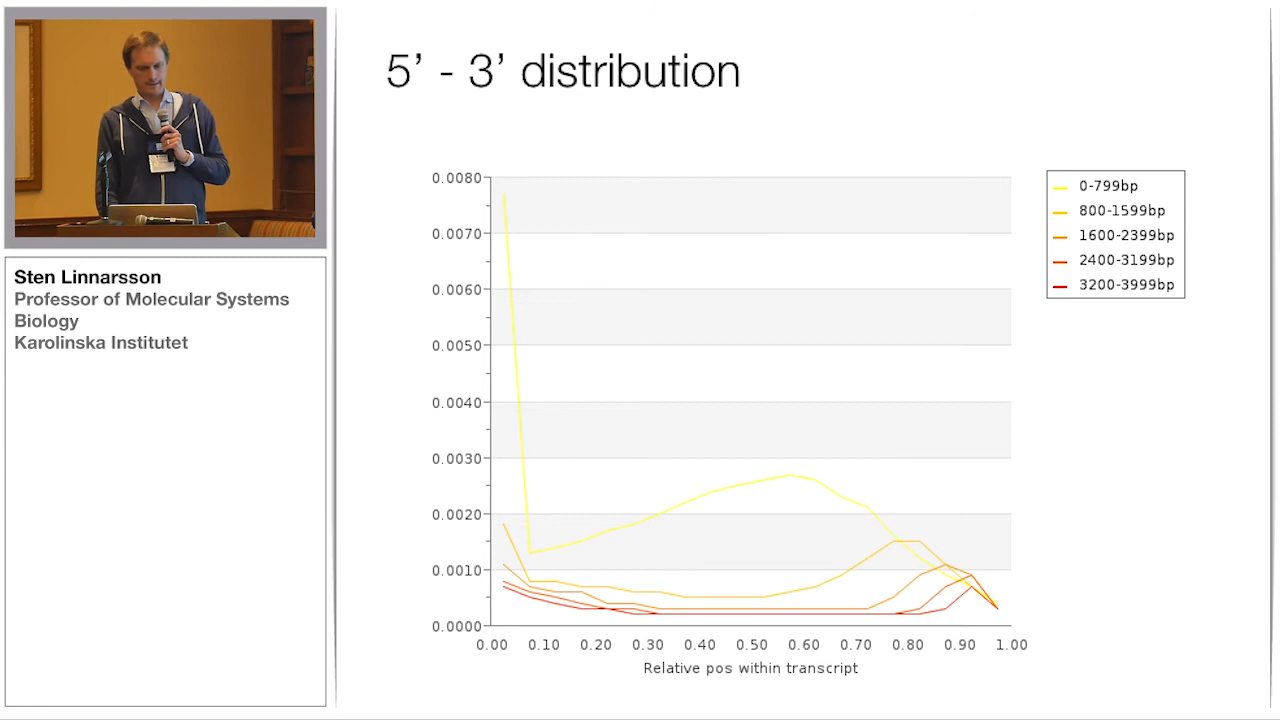 5’ - 3’ distribution
Sten Linnarsson
Professor of Molecular Systems
Biology
Karolinska Institutet
0.0080
0.0070
0.0060
0.0050
0.0040
0.0030
0.0020
0.0010
0.0000
0.00 0.10 0.20 0.30 0.40 0.50 0.60 0.70 0.80 0.90 1.00
Relative pos within transcript
0-799bp
800-1599bp
1600-2399bp
2400-3199bp
3200-3999bp